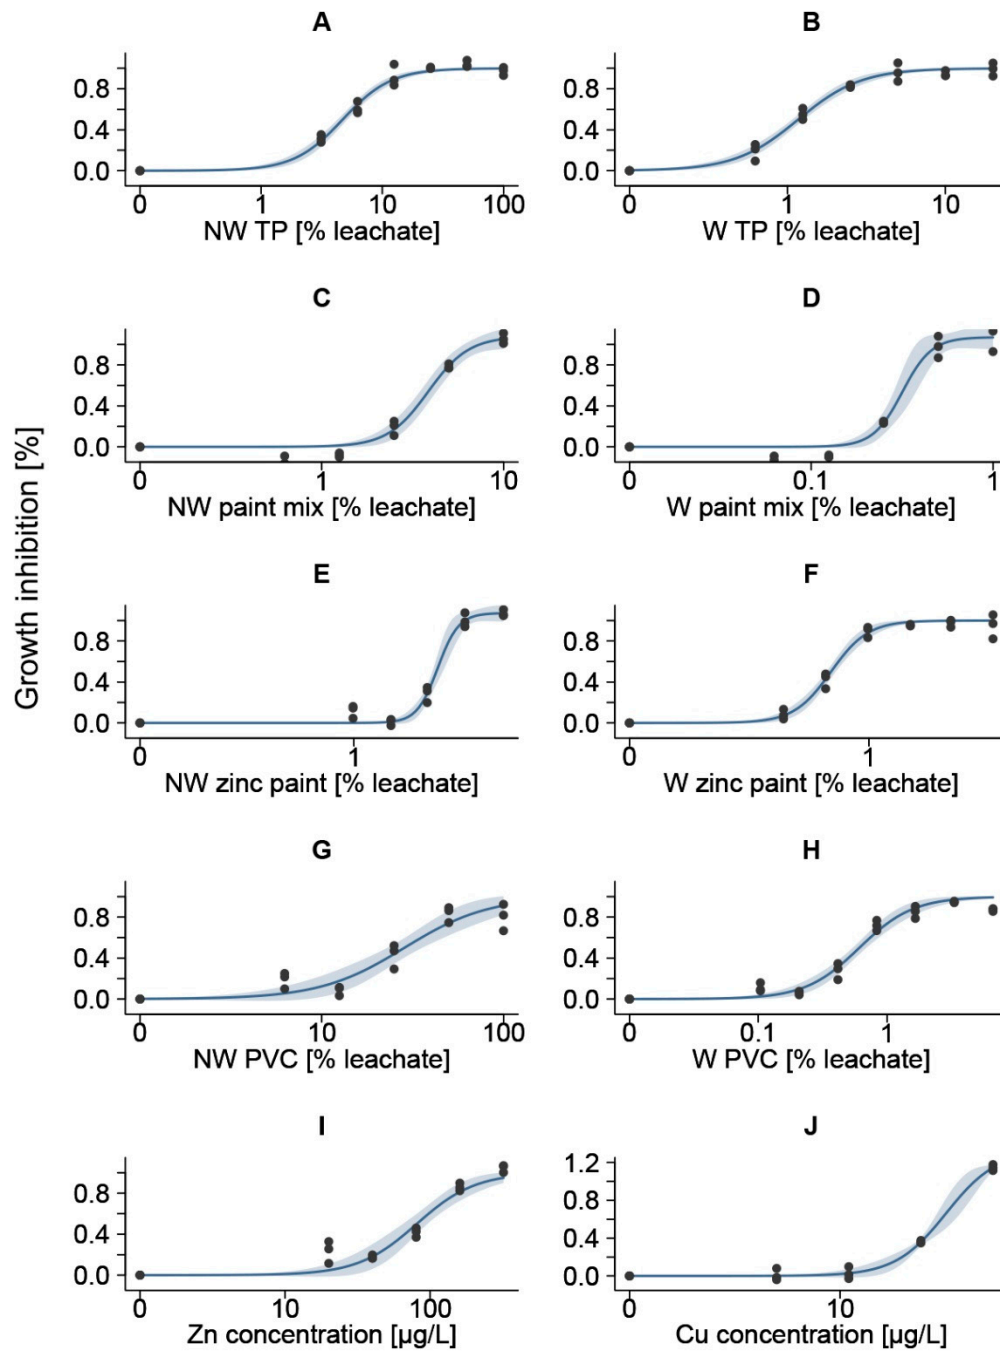 A
B
0.8
0.4
0.0
0 1 10 100
NW TP [% leachate]
0.8
0.4
0.0
0 1 10
W TP [% leachate]
C
D
0.8
0.4
0.0
0 1 10
NW paint mix [% leachate]
0.8
0.4
0.0
0 0.1 1
W paint mix [% leachate]
Growth inhibition [%]
E
F
0.8
0.4
0.0
0 1
NW zinc paint [% leachate]
0.8
0.4
0.0
0 1
W zinc paint [% leachate]
G
H
0.8
0.4
0.0
0 10 100
NW PVC [% leachate]
0.8
0.4
0.0
0 0.1 1
W PVC [% leachate]
I
J
0.8
0.4
0.0
0 10 100
Zn concentration [µg/L]
1.2
0.8
0.4
0.0
0 10
Cu concentration [µg/L]